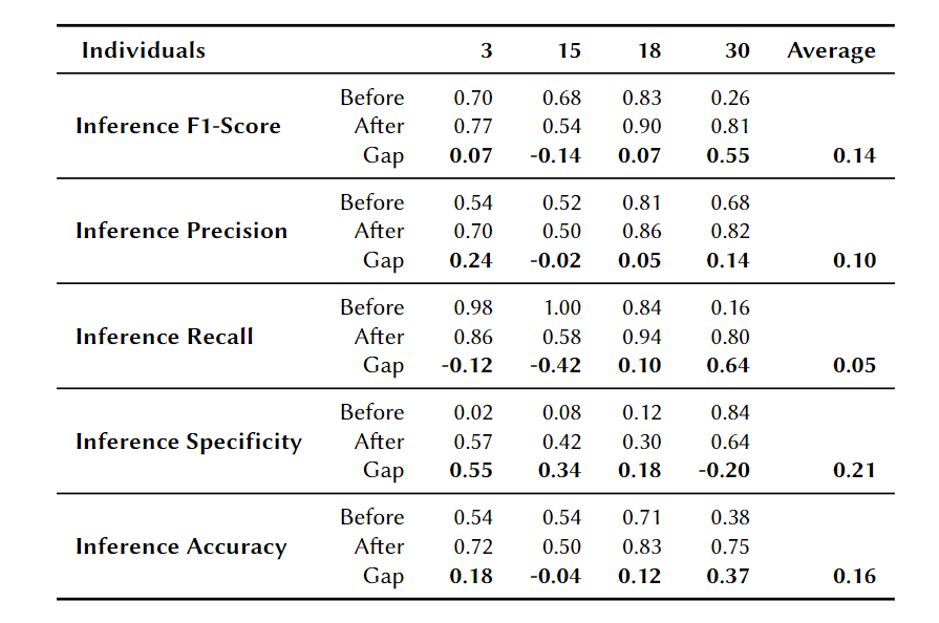 Individuals 3 15 18 30 Average
Before 0.70 0.68 0.83 0.26
Inference F1-Score After 0.77 0.54 0.90 0.81
Gap 0.07 -0.14 0.07 0.55 0.14
Before 0.54 0.52 0.81 0.68
Inference Precision After 0.70 0.50 0.86 0.82
Gap 0.24 -0.02 0.05 0.14 0.10
Before 0.98 1.00 0.84 0.16
Inference Recall After 0.86 0.58 0.94 0.80
Gap -0.12 -0.42 0.10 0.64 0.05
Before 0.02 0.08 0.12 0.84
Inference Specificity After 0.57 0.42 0.30 0.64
Gap 0.55 0.34 0.18 -0.20 0.21
Before 0.54 0.54 0.71 0.38
Inference Accuracy After 0.72 0.50 0.83 0.75
Gap 0.18 -0.04 0.12 0.37 0.16